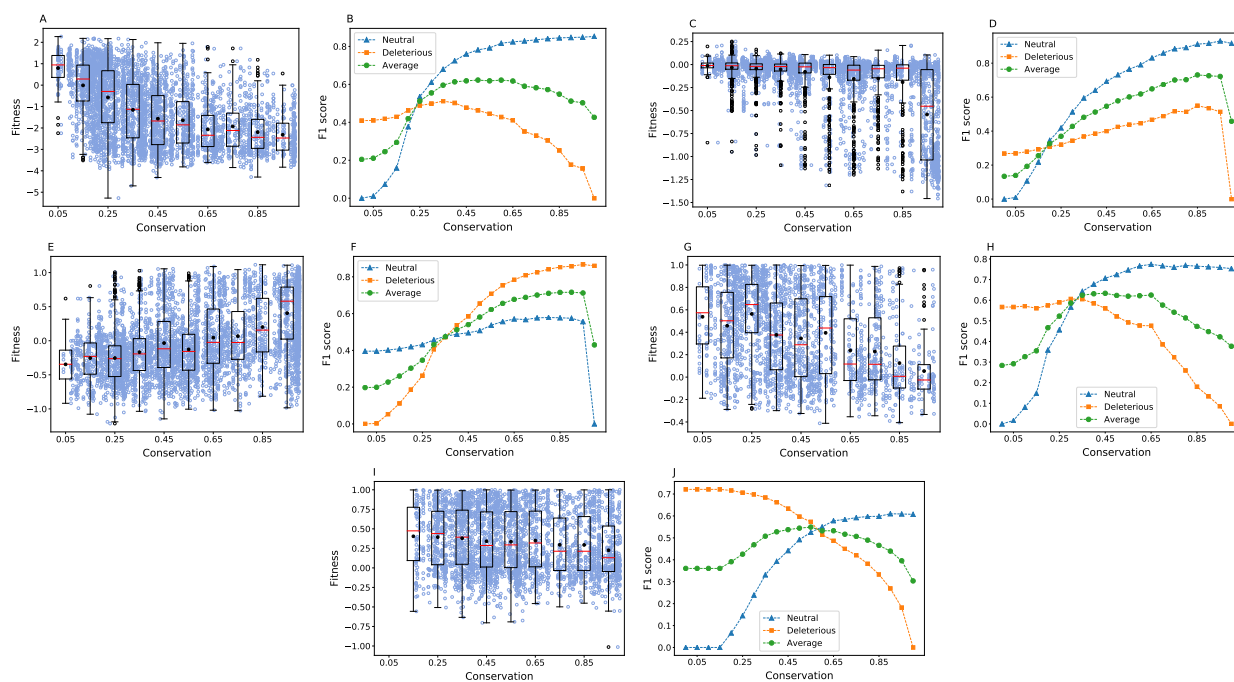 A
2
1
0
−1
−2
−3
−4
−5
Fitness
0.05 0.25 0.45 0.65 0.85
Conservation
B
0.8
0.6
0.4
0.2
0.0
F1 score
Neutral
Deleterious
Average
0.05 0.25 0.45 0.65 0.85
Conservation
C
0.25
0.00
−0.25
−0.50
−0.75
−1.00
−1.25
−1.50
Fitness
0.05 0.25 0.45 0.65 0.85
Conservation
D
0.8
0.6
0.4
0.2
0.0
F1 score
Neutral
Deleterious
Average
0.05 0.25 0.45 0.65 0.85
Conservation
E
1.0
0.5
0.0
−0.5
−1.0
Fitness
0.05 0.25 0.45 0.65 0.85
Conservation
F
0.8
0.6
0.4
0.2
0.0
F1 score
Neutral
Deleterious
Average
0.05 0.25 0.45 0.65 0.85
Conservation
G
1.0
0.8
0.6
0.4
0.2
0.0
−0.2
−0.4
Fitness
0.05 0.25 0.45 0.65 0.85
Conservation
H
0.8
0.7
0.6
0.5
0.4
0.3
0.2
0.1
0.0
F1 score
Neutral
Deleterious
Average
0.05 0.25 0.45 0.65 0.85
Conservation
I
1.00
0.75
0.50
0.25
0.00
−0.25
−0.50
−0.75
−1.00
Fitness
0.05 0.25 0.45 0.65 0.85
Conservation
J
0.7
0.6
0.5
0.4
0.3
0.2
0.1
0.0
F1 score
Neutral
Deleterious
Average
0.05 0.25 0.45 0.65 0.85
Conservation